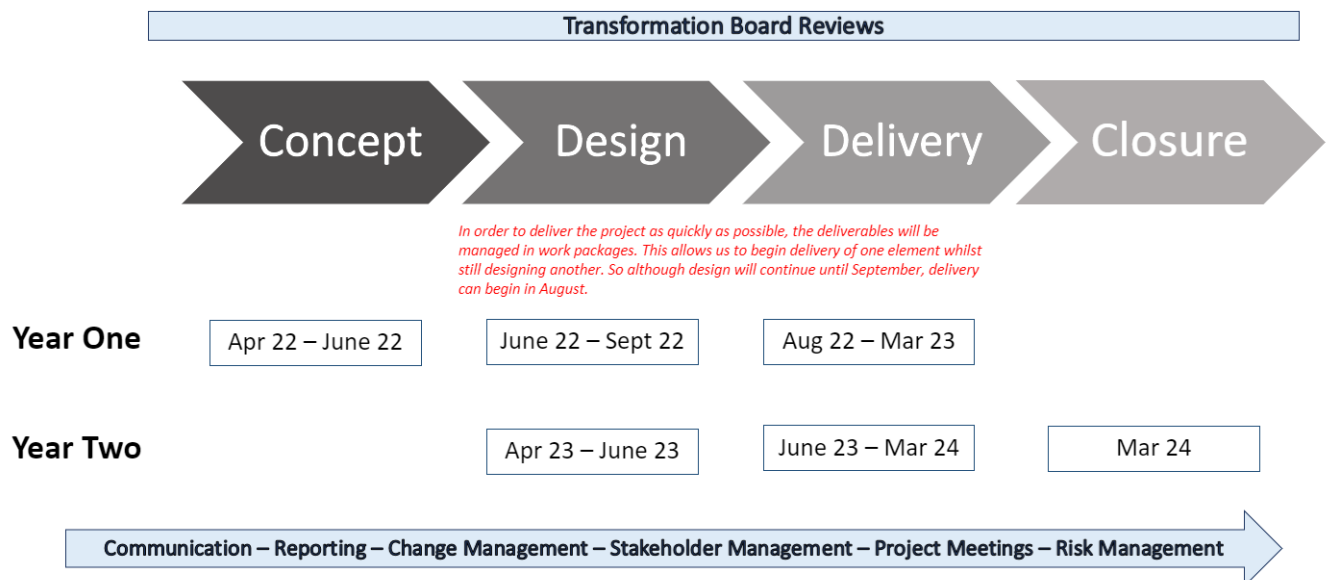 Transformation Board Reviews
Concept
Design
Delivery
Closure
In order to deliver the project as quickly as possible, the deliverables will be
managed in work packages. This allows us to begin delivery of one element whilst
still designing another. So although design will continue until September, delivery
can begin in August.
Year One
Apr 22 – June 22
June 22 – Sept 22
Aug 22 – Mar 23
Year Two
Apr 23 – June 23
June 23 – Mar 24
Mar 24
Communication – Reporting – Change Management – Stakeholder Management – Project Meetings – Risk Management